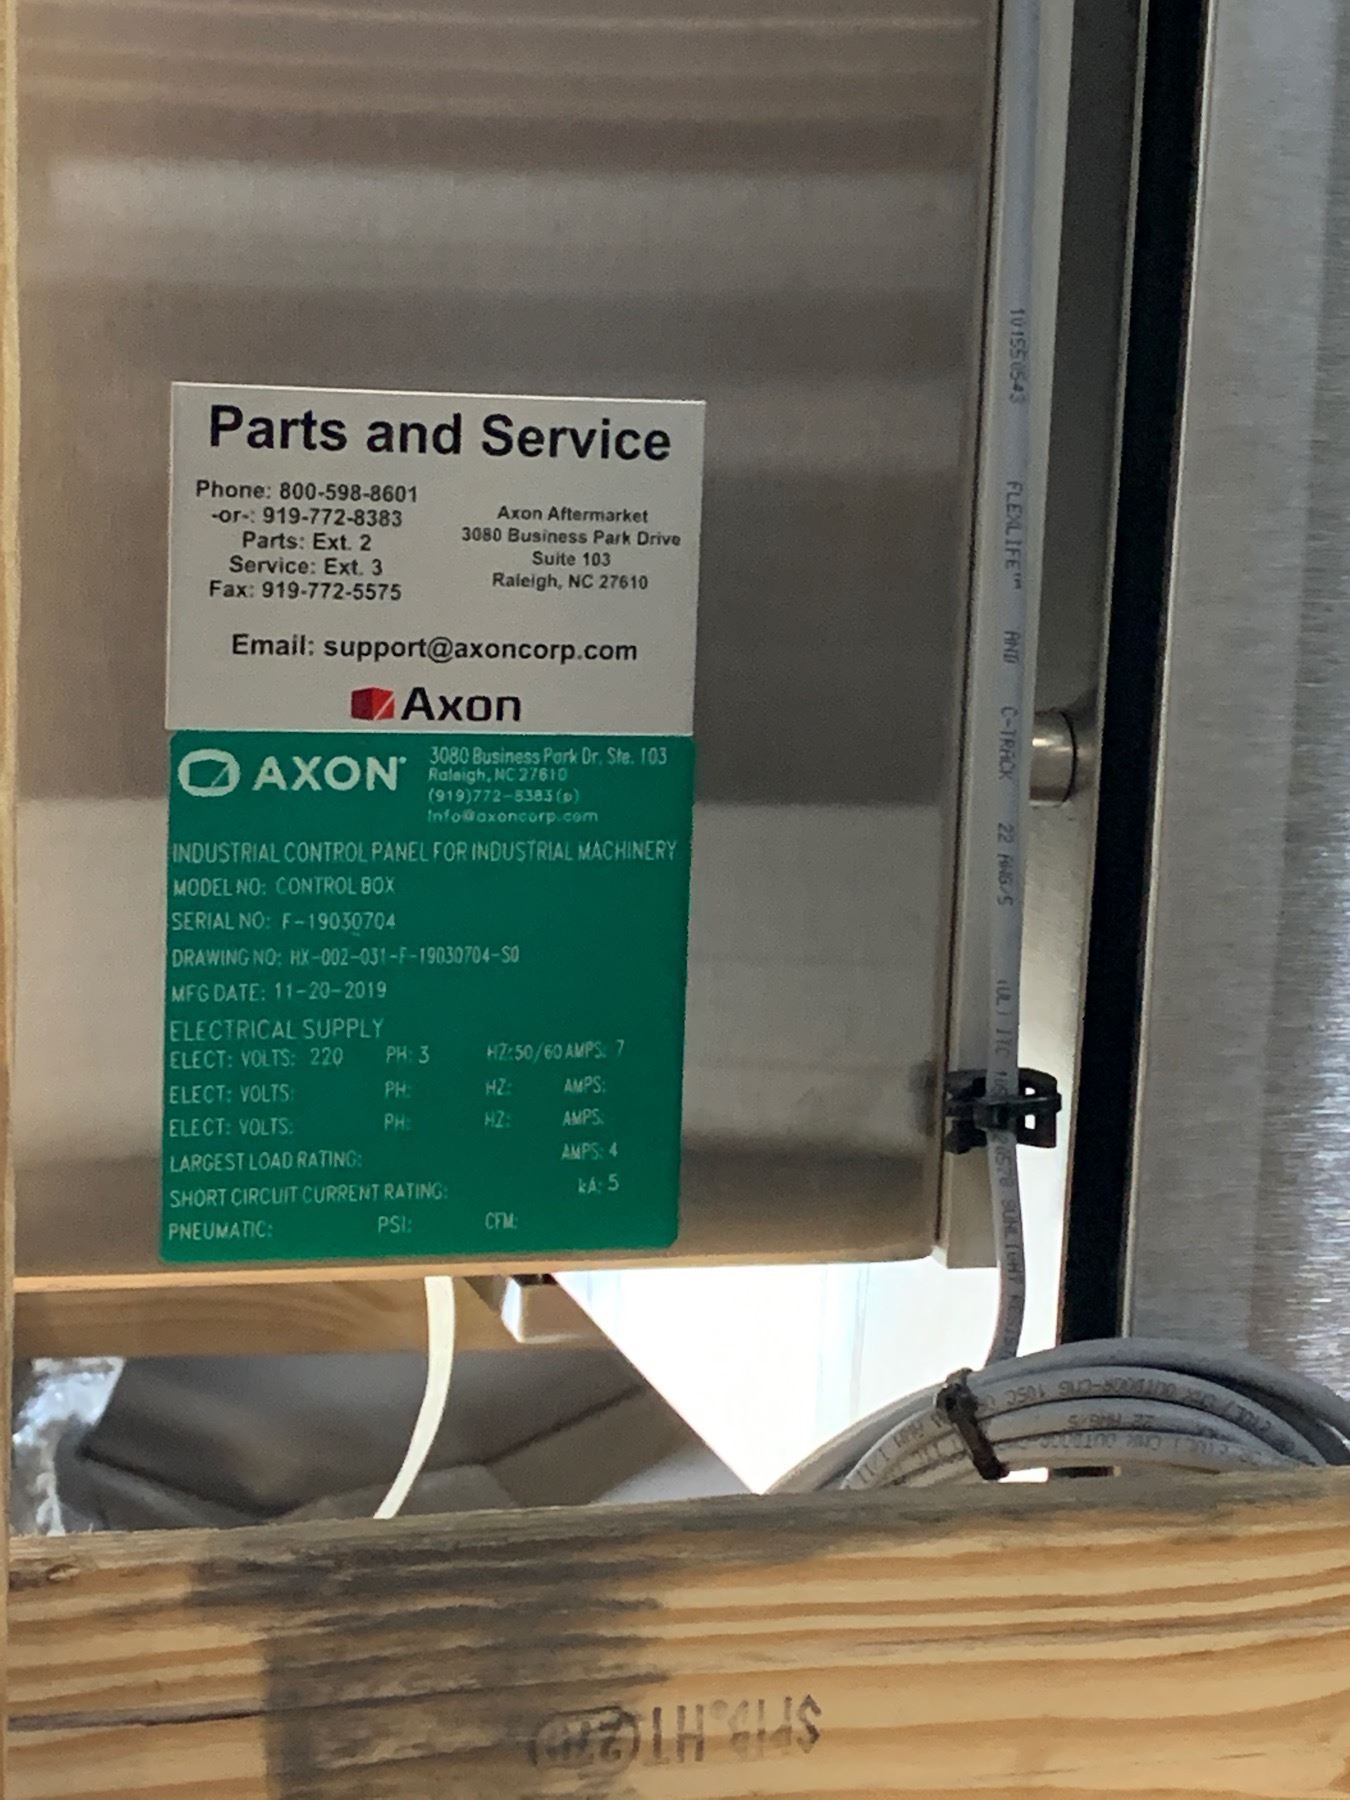 Parts and Service
Phone: 800-598-8601
-or-: 919-772-8383
Parts: Ext. 2
Service: Ext. 3
Fax: 919-772-5575
Axon Aftermarket
3080 Business Park Drive
Suite 103
Raleigh, NC 27610
Email: support@axoncorp.com
Axon
AXON
3080 Business Park Dr. Ste. 103
Raleigh, NC 27610
(919)772-8383(p)
Info@axoncorp.com
INDUSTRIAL CONTROL PANEL FOR INDUSTRIAL MACHINERY
MODEL NO: CONTROL BOX
SERIAL NO: F-19030704
DRAWING NO: HX-002-031-F-19030704-S0
MFG DATE: 11-20-2019
ELECTRICAL SUPPLY
ELECT: VOLTS: 220 PH: 3 HZ:50/60 AMPS: 7
ELECT: VOLTS: PH: HZ: AMPS:
ELECT: VOLTS: PH: HZ: AMPS:
LARGEST LOAD RATING: AMPS: 4
SHORT CIRCUIT CURRENT RATING: kA: 5
PNEUMATIC: PSI: CFM:
101550543 FLEXLIFE™ AND C-TRACK 22 AWG/5 (UL) ITC SUNLIGHT